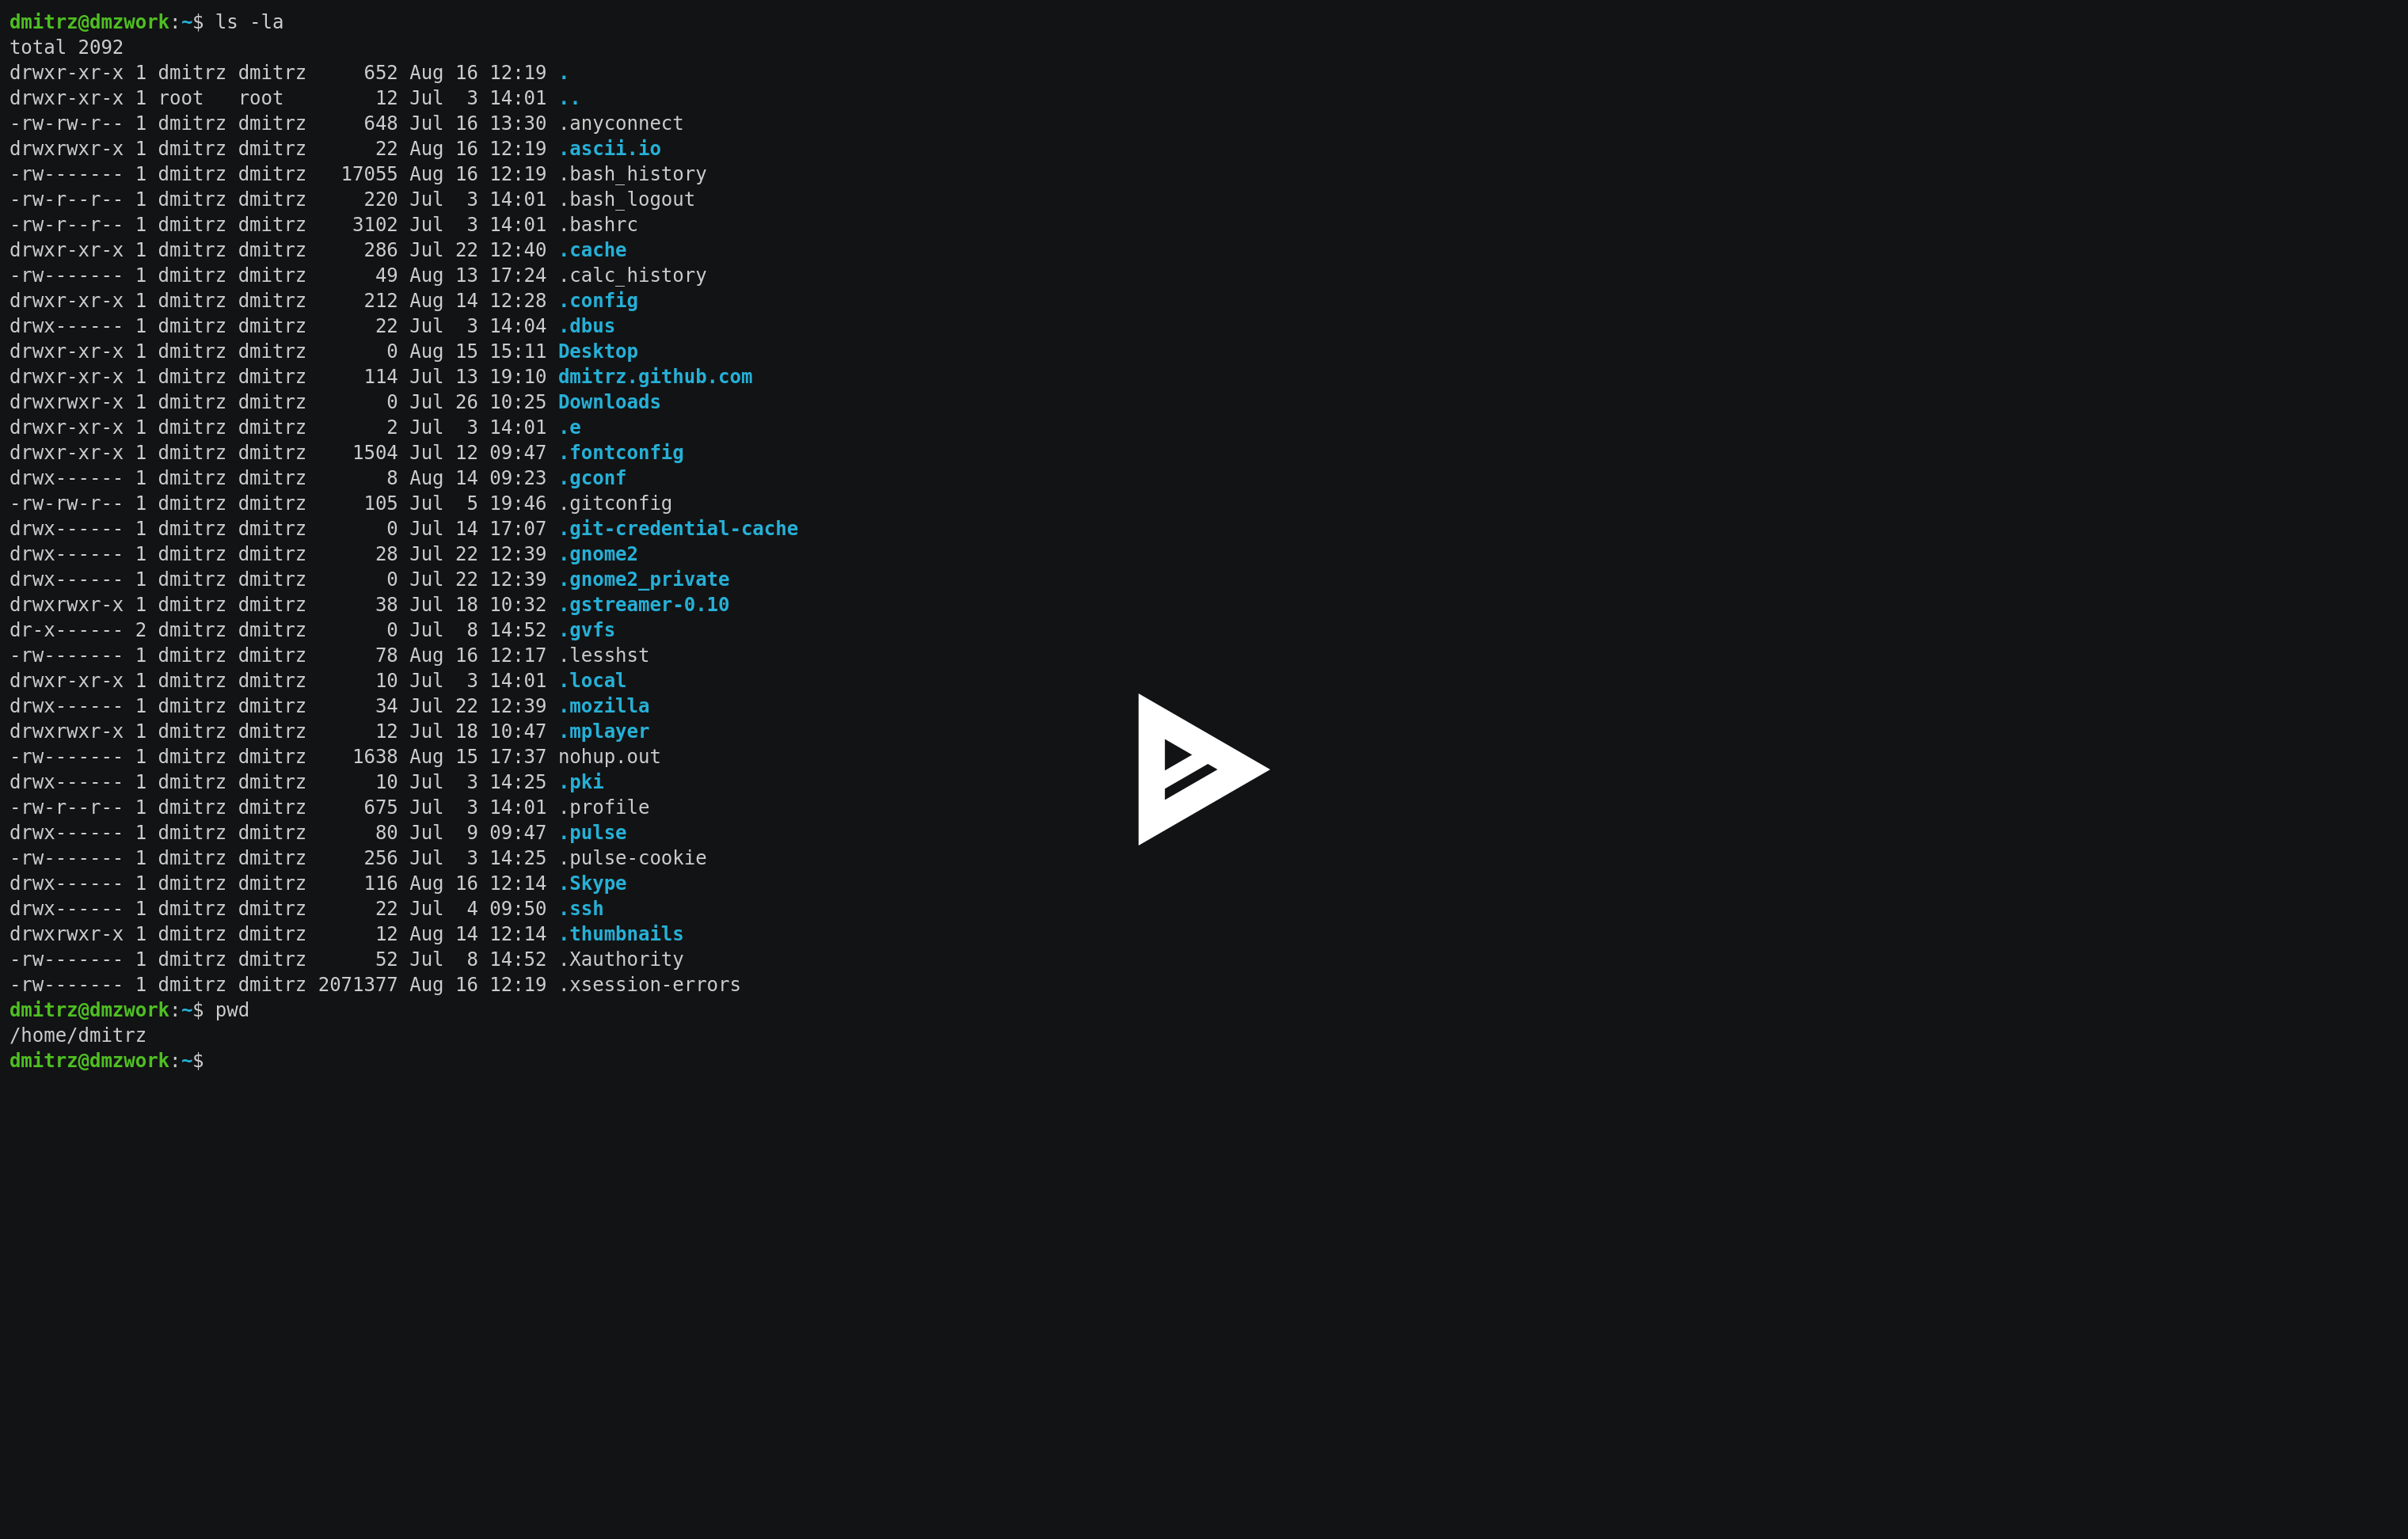 dmitrz@dmzwork:~$ ls -la
total 2092
drwxr-xr-x 1 dmitrz dmitrz     652 Aug 16 12:19 .
drwxr-xr-x 1 root   root        12 Jul  3 14:01 ..
-rw-rw-r-- 1 dmitrz dmitrz     648 Jul 16 13:30 .anyconnect
drwxrwxr-x 1 dmitrz dmitrz      22 Aug 16 12:19 .ascii.io
-rw------- 1 dmitrz dmitrz   17055 Aug 16 12:19 .bash_history
-rw-r--r-- 1 dmitrz dmitrz     220 Jul  3 14:01 .bash_logout
-rw-r--r-- 1 dmitrz dmitrz    3102 Jul  3 14:01 .bashrc
drwxr-xr-x 1 dmitrz dmitrz     286 Jul 22 12:40 .cache
-rw------- 1 dmitrz dmitrz      49 Aug 13 17:24 .calc_history
drwxr-xr-x 1 dmitrz dmitrz     212 Aug 14 12:28 .config
drwx------ 1 dmitrz dmitrz      22 Jul  3 14:04 .dbus
drwxr-xr-x 1 dmitrz dmitrz       0 Aug 15 15:11 Desktop
drwxr-xr-x 1 dmitrz dmitrz     114 Jul 13 19:10 dmitrz.github.com
drwxrwxr-x 1 dmitrz dmitrz       0 Jul 26 10:25 Downloads
drwxr-xr-x 1 dmitrz dmitrz       2 Jul  3 14:01 .e
drwxr-xr-x 1 dmitrz dmitrz    1504 Jul 12 09:47 .fontconfig
drwx------ 1 dmitrz dmitrz       8 Aug 14 09:23 .gconf
-rw-rw-r-- 1 dmitrz dmitrz     105 Jul  5 19:46 .gitconfig
drwx------ 1 dmitrz dmitrz       0 Jul 14 17:07 .git-credential-cache
drwx------ 1 dmitrz dmitrz      28 Jul 22 12:39 .gnome2
drwx------ 1 dmitrz dmitrz       0 Jul 22 12:39 .gnome2_private
drwxrwxr-x 1 dmitrz dmitrz      38 Jul 18 10:32 .gstreamer-0.10
dr-x------ 2 dmitrz dmitrz       0 Jul  8 14:52 .gvfs
-rw------- 1 dmitrz dmitrz      78 Aug 16 12:17 .lesshst
drwxr-xr-x 1 dmitrz dmitrz      10 Jul  3 14:01 .local
drwx------ 1 dmitrz dmitrz      34 Jul 22 12:39 .mozilla
drwxrwxr-x 1 dmitrz dmitrz      12 Jul 18 10:47 .mplayer
-rw------- 1 dmitrz dmitrz    1638 Aug 15 17:37 nohup.out
drwx------ 1 dmitrz dmitrz      10 Jul  3 14:25 .pki
-rw-r--r-- 1 dmitrz dmitrz     675 Jul  3 14:01 .profile
drwx------ 1 dmitrz dmitrz      80 Jul  9 09:47 .pulse
-rw------- 1 dmitrz dmitrz     256 Jul  3 14:25 .pulse-cookie
drwx------ 1 dmitrz dmitrz     116 Aug 16 12:14 .Skype
drwx------ 1 dmitrz dmitrz      22 Jul  4 09:50 .ssh
drwxrwxr-x 1 dmitrz dmitrz      12 Aug 14 12:14 .thumbnails
-rw------- 1 dmitrz dmitrz      52 Jul  8 14:52 .Xauthority
-rw------- 1 dmitrz dmitrz 2071377 Aug 16 12:19 .xsession-errors
dmitrz@dmzwork:~$ pwd
/home/dmitrz
dmitrz@dmzwork:~$